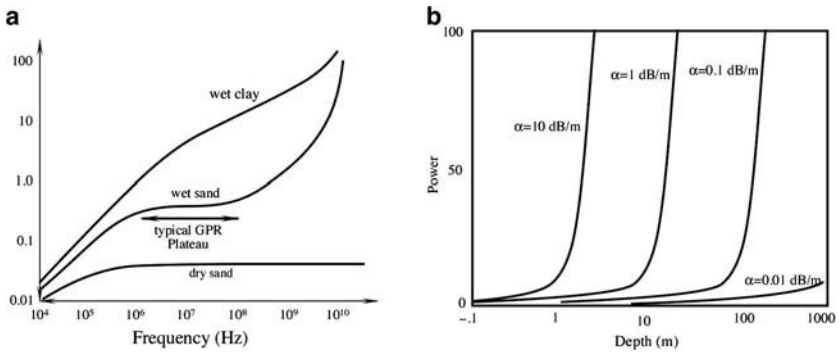 a
100
10
1.0
0.1
0.01
wet clay
wet sand
typical GPR
Plateau
dry sand
10⁴ 10⁵ 10⁶ 10⁷ 10⁸ 10⁹ 10¹⁰
Frequency (Hz)
b
100
50
0
Power
α=10 dB/m
α=1 dB/m
α=0.1 dB/m
α=0.01 dB/m
-.1 1 10 100 1000
Depth (m)